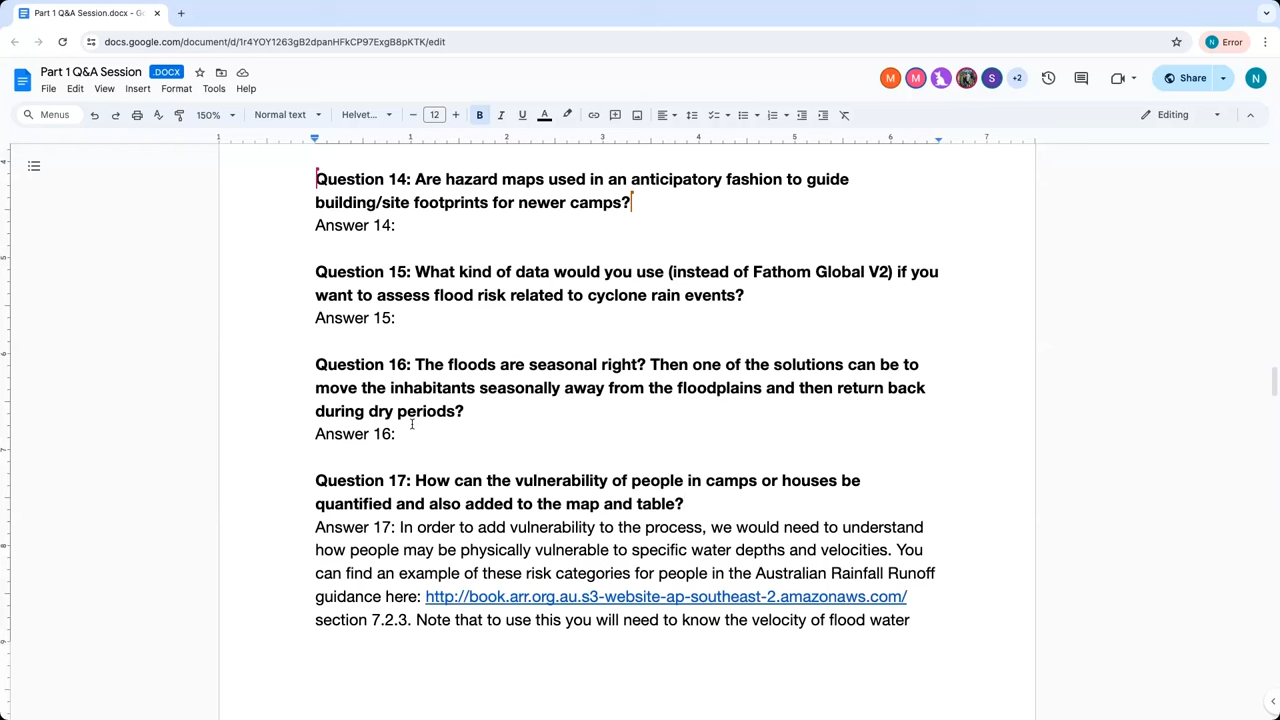 Part 1 Q&A Session.docx - Go
docs.google.com/document/d/1r4YOY1263gB2dpanHFkCP97ExgB8pKTK/edit
N Error
Part 1 Q&A Session .DOCX
File Edit View Insert Format Tools Help
M M S +2 Share N
Menus 150% Normal text Helvet... 12 B I U A Editing
1 1 2 3 4 5 6 7
Question 14: Are hazard maps used in an anticipatory fashion to guide
building/site footprints for newer camps?
Answer 14:
Question 15: What kind of data would you use (instead of Fathom Global V2) if you
want to assess flood risk related to cyclone rain events?
Answer 15:
Question 16: The floods are seasonal right? Then one of the solutions can be to
move the inhabitants seasonally away from the floodplains and then return back
during dry periods?
Answer 16:
Question 17: How can the vulnerability of people in camps or houses be
quantified and also added to the map and table?
Answer 17: In order to add vulnerability to the process, we would need to understand
how people may be physically vulnerable to specific water depths and velocities. You
can find an example of these risk categories for people in the Australian Rainfall Runoff
guidance here: http://book.arr.org.au.s3-website-ap-southeast-2.amazonaws.com/
section 7.2.3. Note that to use this you will need to know the velocity of flood water